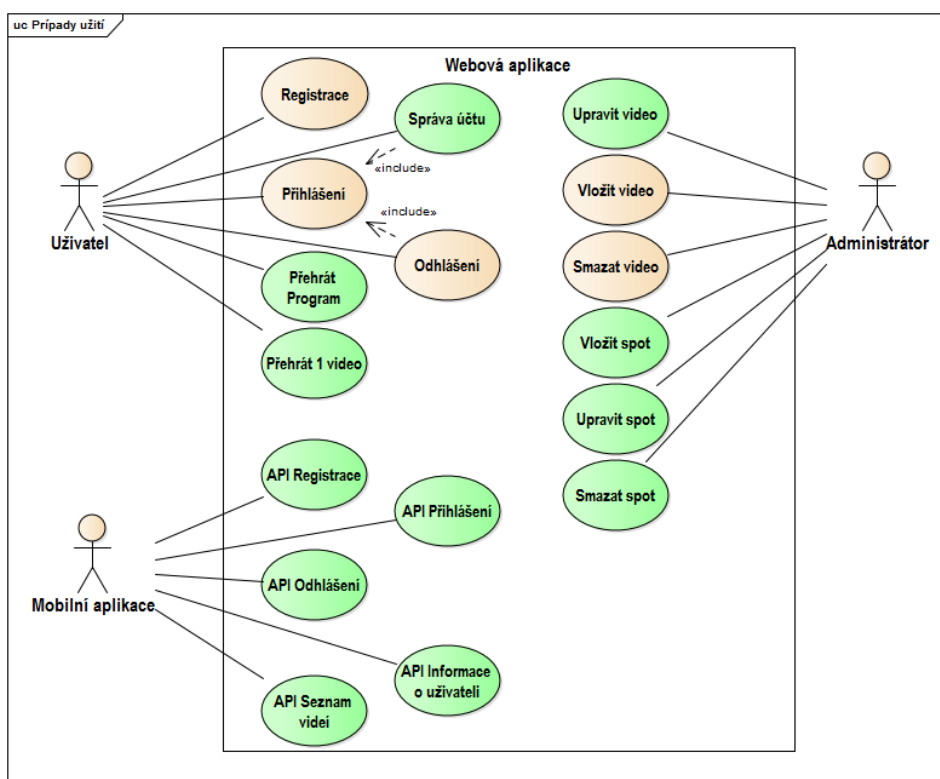 uc Prípady užití
Webová aplikace
Registrace
Správa účtu
Upravit video
«include»
Přihlášení
Vložit video
«include»
Uživatel
Administrátor
Odhlášení
Smazat video
Přehrát
Program
Vložit spot
Přehrát 1 video
Upravit spot
API Registrace
Smazat spot
API Přihlášení
API Odhlášení
Mobilní aplikace
API Informace
o uživateli
API Seznam
videí